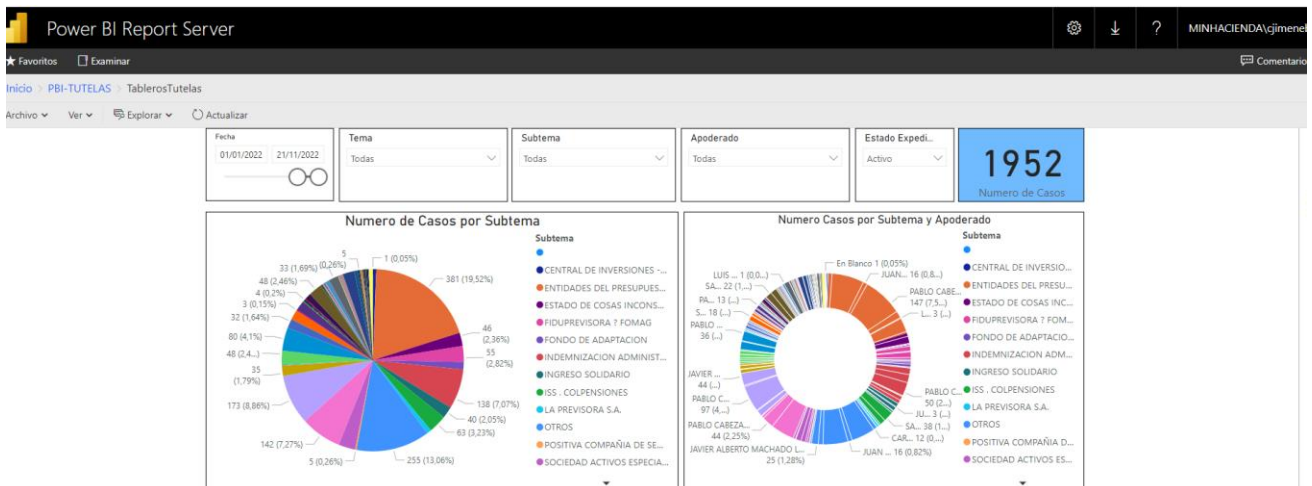 Power BI Report Server
MINHACIENDA\cjimene
Favoritos Examinar
Comentario
Inicio > PBI-TUTELAS > TablerosTutelas
Archivo Ver Explorar Actualizar
Fecha
01/01/2022 21/11/2022
Tema
Todas
Subtema
Todas
Apoderado
Todas
Estado Expedi...
Activo
1952
Numero de Casos
Numero de Casos por Subtema
5
1 (0,05%)
33 (1,69%)
(0,26%)
381 (19,52%)
48 (2,46%)
4 (0,2%)
3 (0,15%)
32 (1,64%)
46
(2,36%)
80 (4,1%)
55
(2,82%)
48 (2,4...)
35
(1,79%)
138 (7,07%)
173 (8,86%)
40 (2,05%)
63 (3,23%)
142 (7,27%)
5 (0,26%)
255 (13,06%)
Subtema
CENTRAL DE INVERSIONES -...
ENTIDADES DEL PRESUPUES...
ESTADO DE COSAS INCONS...
FIDUPREVISORA ? FOMAG
FONDO DE ADAPTACION
INDEMNIZACION ADMINIST...
INGRESO SOLIDARIO
ISS . COLPENSIONES
LA PREVISORA S.A.
OTROS
POSITIVA COMPAÑIA DE SE...
SOCIEDAD ACTIVOS ESPECIA...
Numero Casos por Subtema y Apoderado
En Blanco 1 (0,05%)
LUIS ... 1 (0,0...)
JUAN... 16 (0,8...)
SA... 22 (1,...)
PABLO CABE...
147 (7,5...)
PA... 13 (...)
L... 3 (...)
S... 18 (...)
PABLO ...
36 (...)
JAVIER ...
44 (...)
PABLO C...
97 (4,...)
PABLO C...
50 (2...)
JU... 3 (...)
PABLO CABEZA...
44 (2,25%)
SA... 38 (1...)
CAR... 12 (0,...)
JAVIER ALBERTO MACHADO L...
25 (1,28%)
JUAN ... 16 (0,82%)
Subtema
CENTRAL DE INVERSIO...
ENTIDADES DEL PRESU...
ESTADO DE COSAS INC...
FIDUPREVISORA ? FOM...
FONDO DE ADAPTACIO...
INDEMNIZACION ADM...
INGRESO SOLIDARIO
ISS . COLPENSIONES
LA PREVISORA S.A.
OTROS
POSITIVA COMPAÑIA D...
SOCIEDAD ACTIVOS ES...